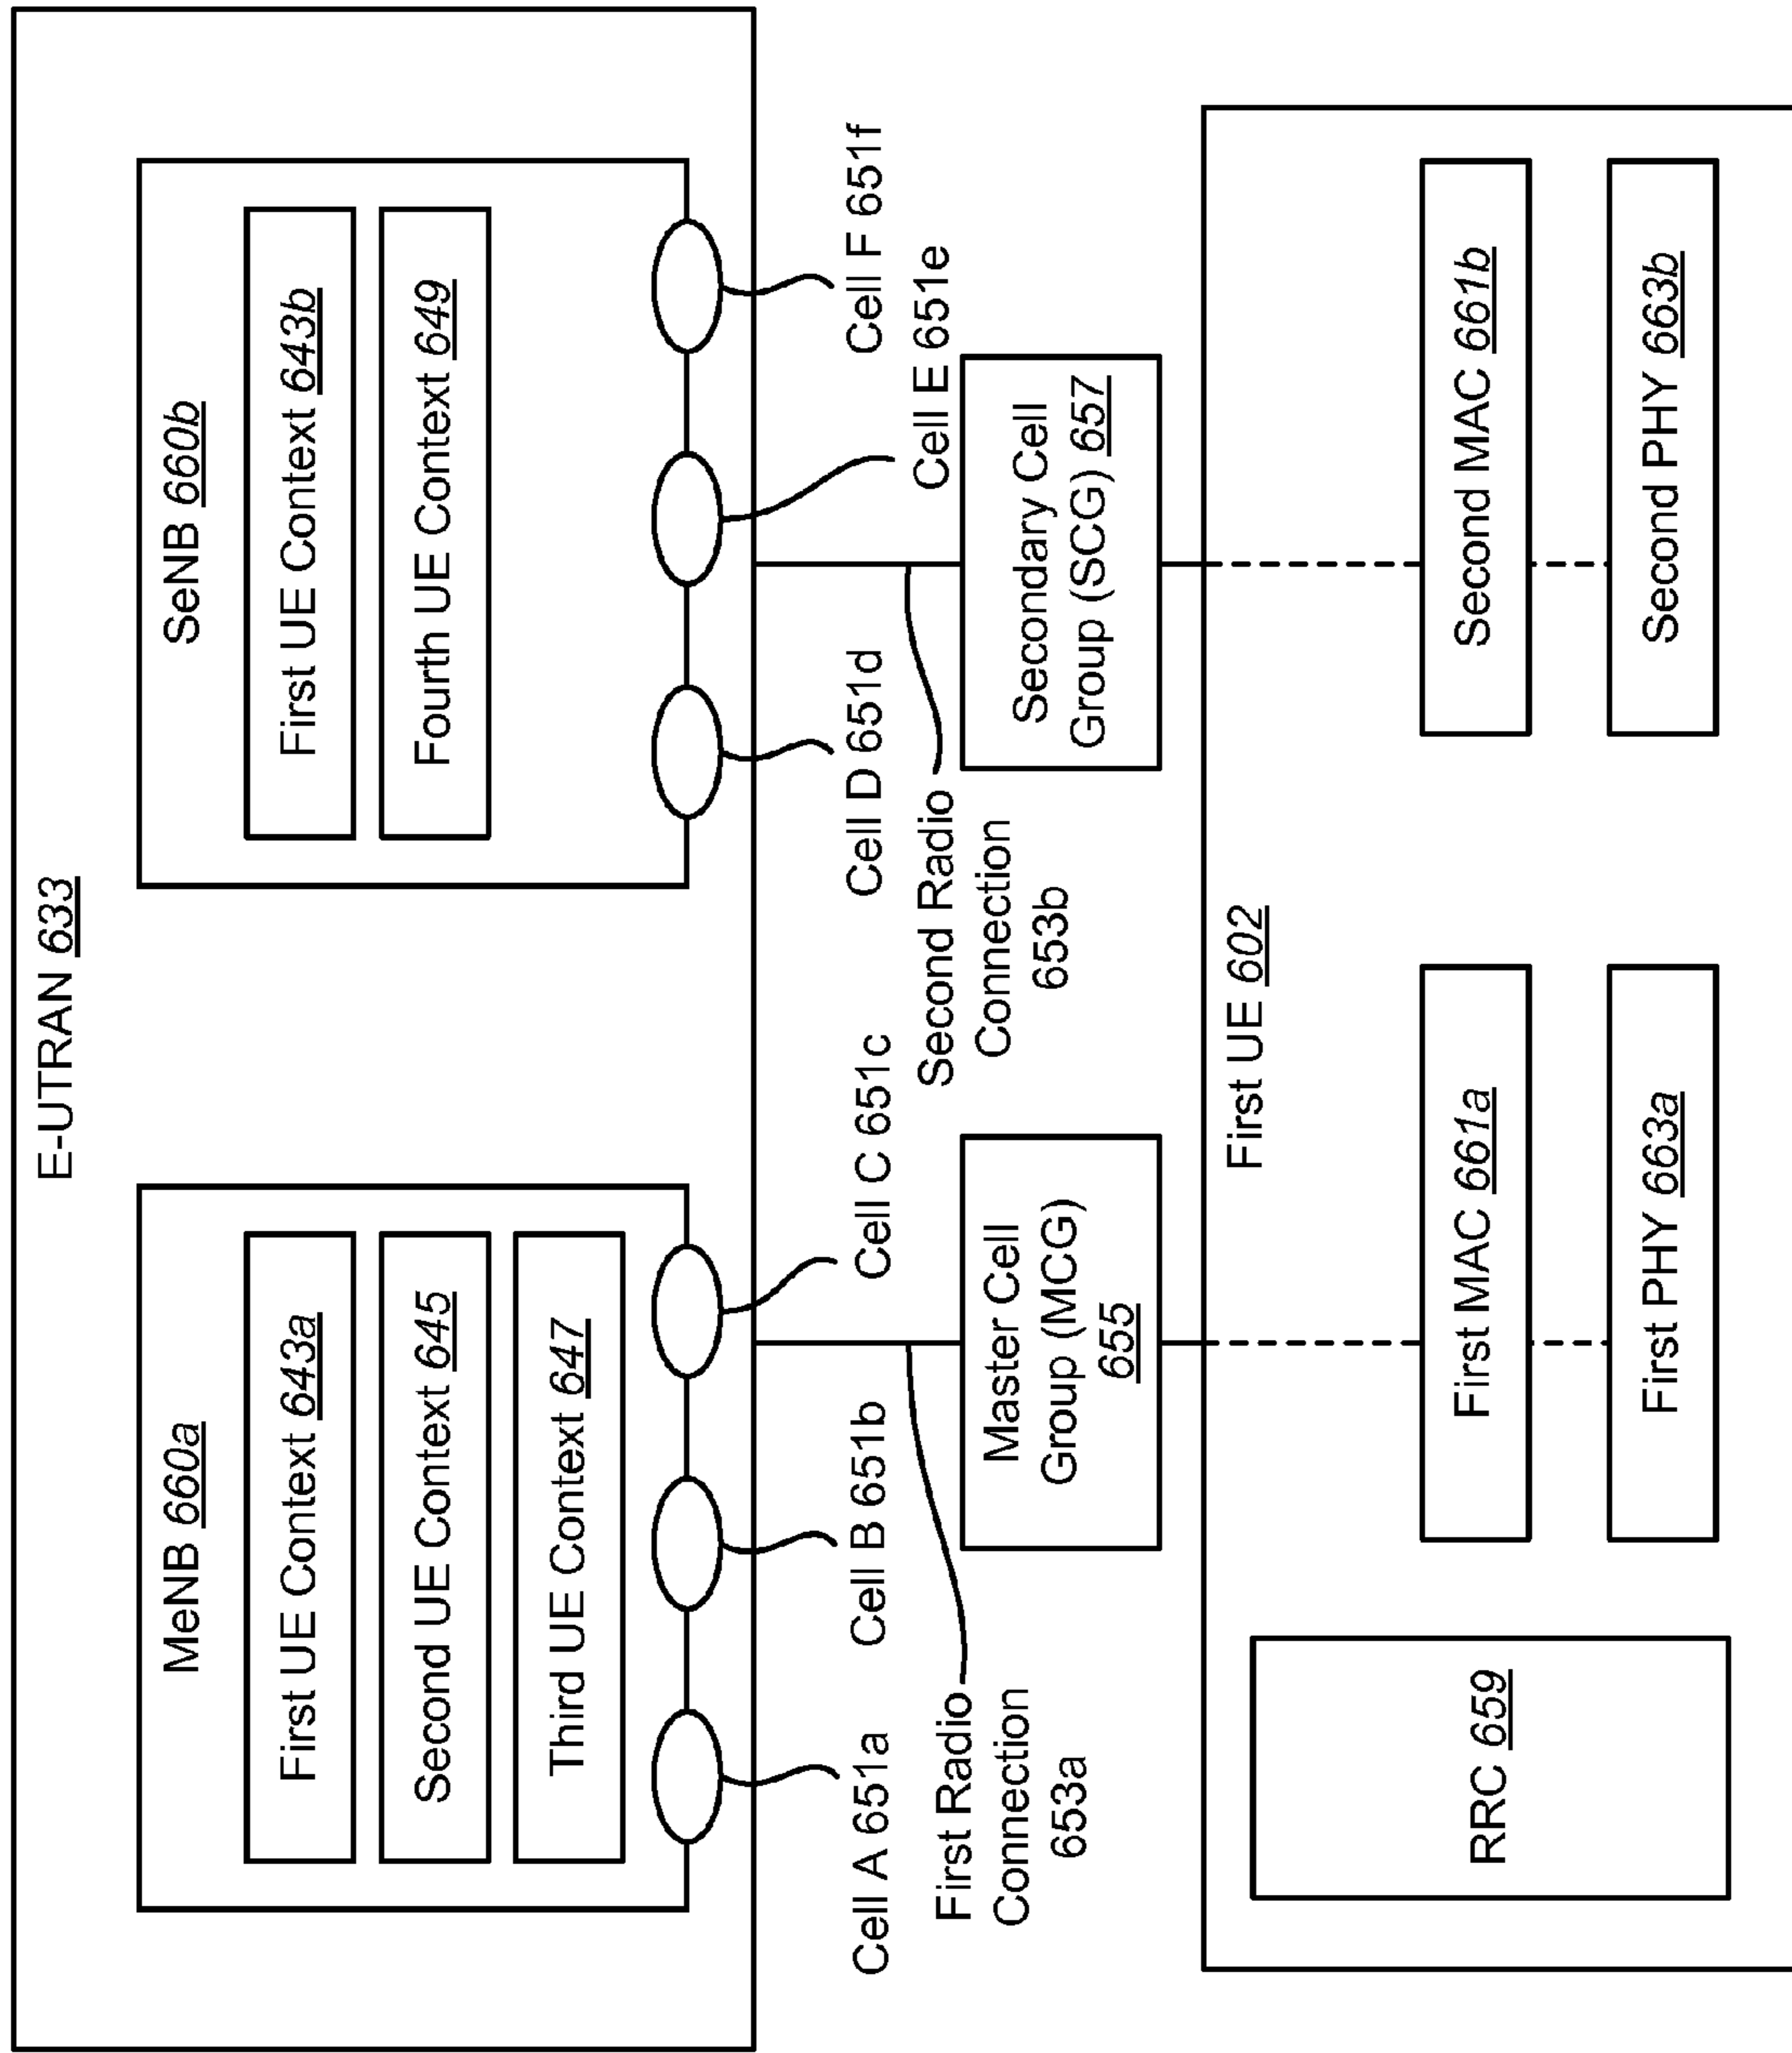 E-UTRAN 633
MeNB 660a
First UE Context 643a
Second UE Context 645
Third UE Context 647
SeNB 660b
First UE Context 643b
Fourth UE Context 649
Cell A 651a
Cell B 651b
Cell C 651c
Cell D 651d
Cell E 651e
Cell F 651f
First Radio
Connection
653a
Master Cell
Group (MCG)
655
Second Radio
Connection
653b
Secondary Cell
Group (SCG) 657
First UE 602
RRC 659
First MAC 661a
First PHY 663a
Second MAC 661b
Second PHY 663b